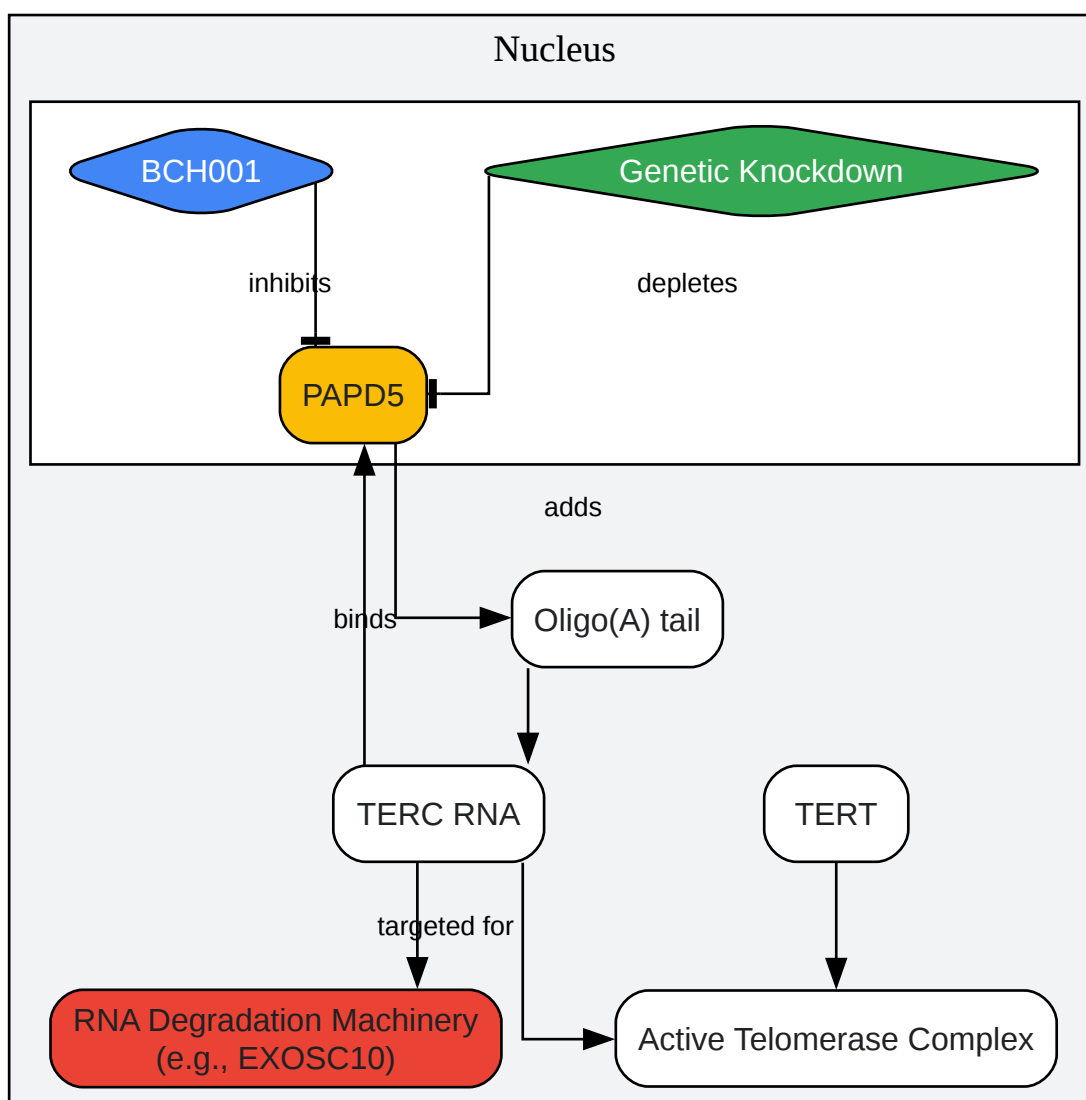 Nucleus
BCH001
Genetic Knockdown
inhibits
depletes
PAPD5
adds
binds
Oligo(A) tail
TERC RNA
TERT
targeted for
RNA Degradation Machinery
(e.g., EXOSC10)
Active Telomerase Complex